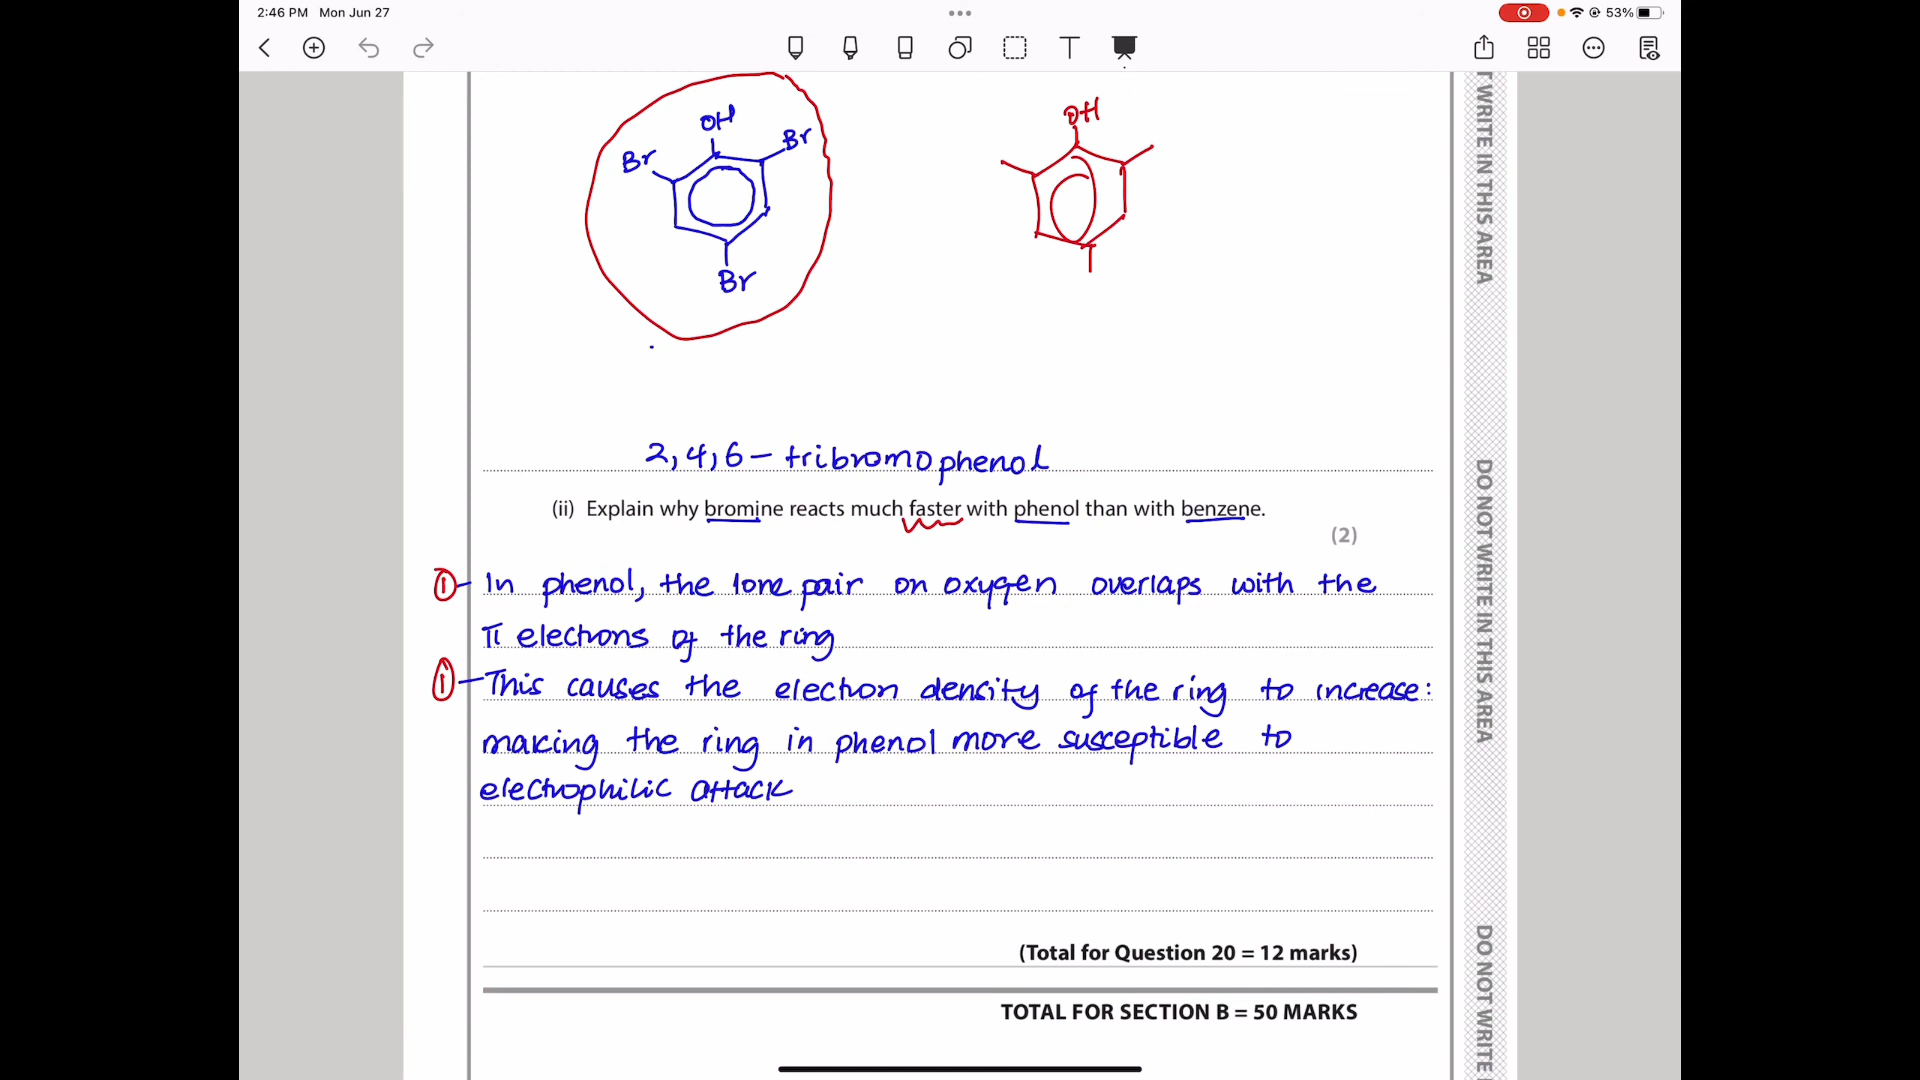 2:46 PM Mon Jun 27
53%
OH
Br
Br
Br
OH
2,4,6 - tribromophenol
(ii) Explain why bromine reacts much faster with phenol than with benzene.
(2)
① In phenol, the lone pair on oxygen overlaps with the
π electrons of the ring
① This causes the electron density of the ring to increase:
making the ring in phenol more susceptible to
electrophilic attack
(Total for Question 20 = 12 marks)
TOTAL FOR SECTION B = 50 MARKS
T WRITE IN THIS AREA
DO NOT WRITE IN THIS AREA
DO NOT WRITE